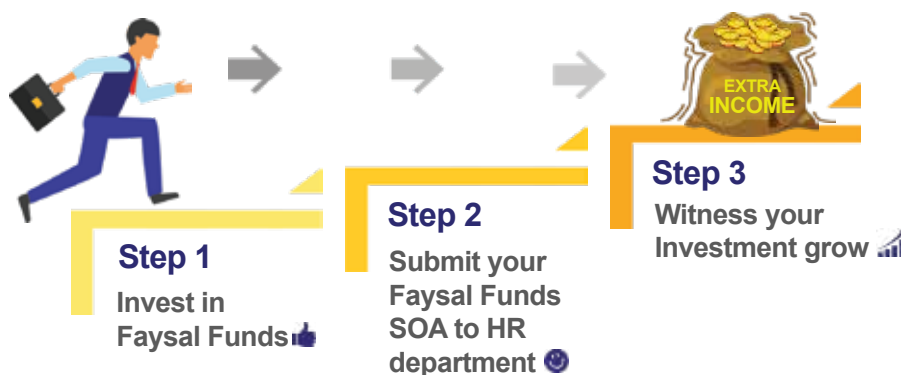 Step 1
Invest in
Faysal Funds
Step 2
Submit your
Faysal Funds
SOA to HR
department
EXTRA
INCOME
Step 3
Witness your
Investment grow